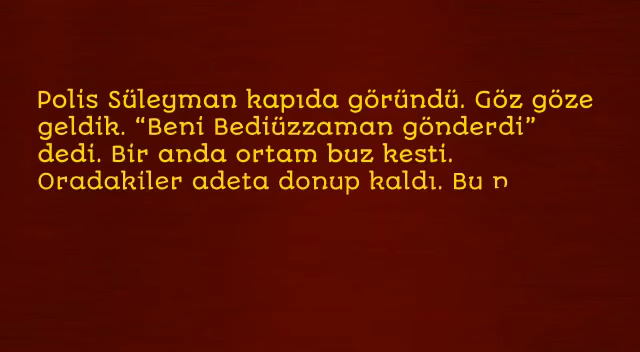 Polis Süleyman kapıda göründü. Göz göze
geldik. “Beni Bediüzzaman gönderdi”
dedi. Bir anda ortam buz kesti.
Oradakiler adeta donup kaldı. Bu n